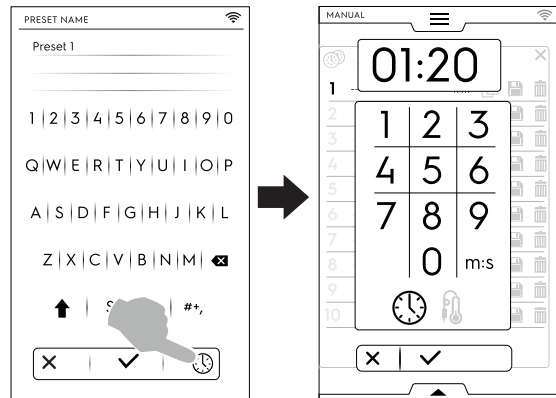 PRESET NAME
Preset 1
1 2 3 4 5 6 7 8 9 0
Q W E R T Y U I O P
A S D F G H J K L
Z X C V B N M
#+,
MANUAL
01:20
1
2
3
4
5
6
7
8
9
10
1 2 3
4 5 6
7 8 9
0 m:s